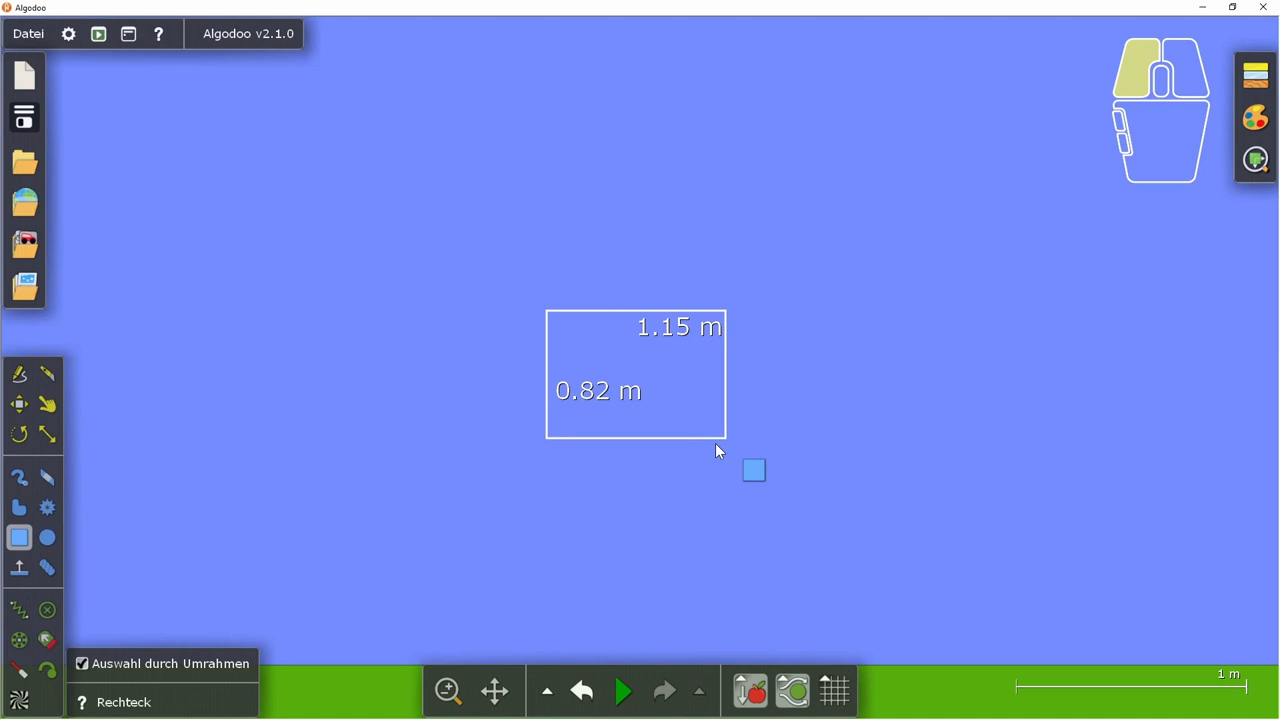 Algodoo
Datei ? Algodoo v2.1.0
1.15 m
0.82 m
Auswahl durch Umrahmen
1 m
? Rechteck